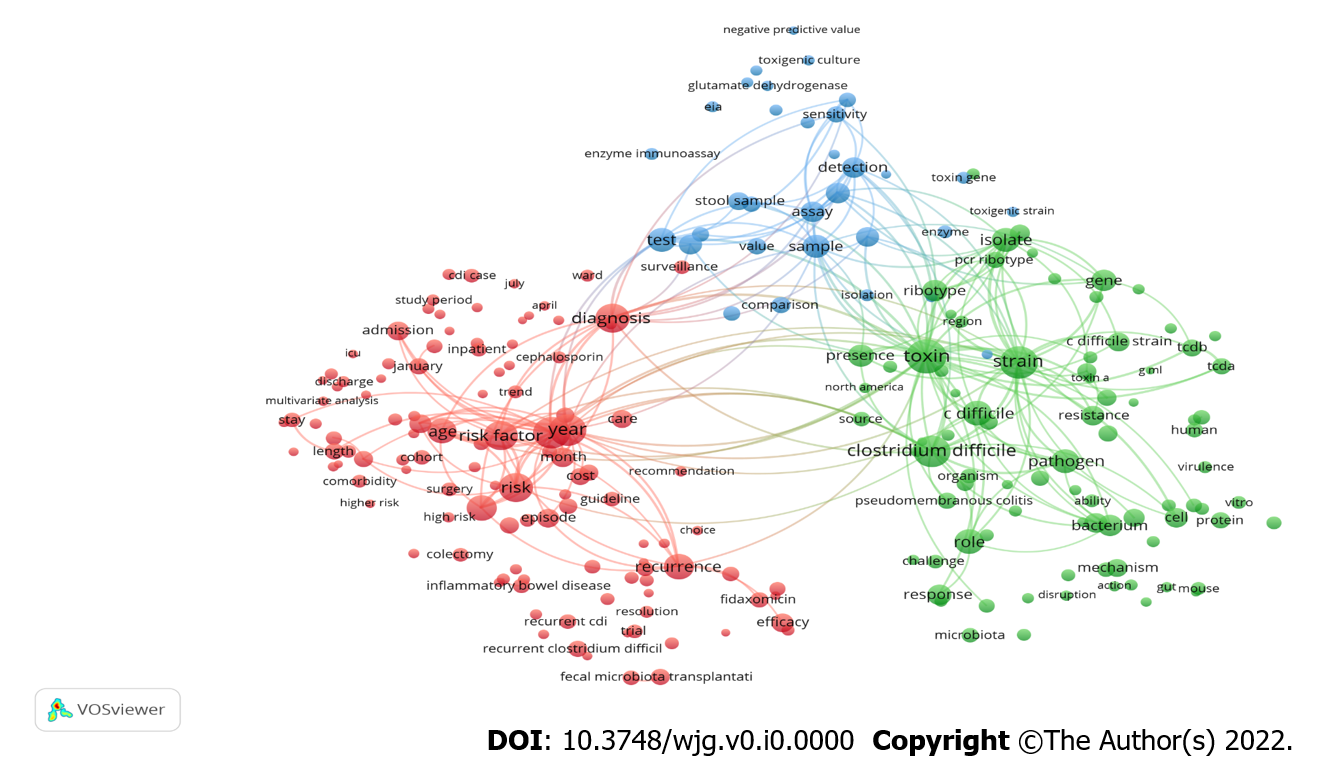 negative predictive value
toxigenic culture
glutamate dehydrogenase
eia
sensitivity
enzyme immunoassay
detection
toxin gene
stool sample
assay
toxigenic strain
enzyme
test
value
sample
isolate
pcr ribotype
surveillance
cdi case
july
ward
gene
ribotype
isolation
study period
april
comparison
diagnosis
region
admission
c difficile strain
tcdb
inpatient
cephalosporin
presence
toxin
strain
icu
january
tcda
g ml
discharge
toxin a
north america
trend
multivariate analysis
stay
care
source
c difficile
resistance
age
risk factor
year
human
length
cohort
month
clostridium difficile
pathogen
virulence
recommendation
comorbidity
surgery
risk
cost
organism
higher risk
guideline
pseudomembranous colitis
ability
vitro
high risk
episode
bacterium
cell
protein
choice
role
colectomy
challenge
recurrence
mechanism
inflammatory bowel disease
action
gut
mouse
fidaxomicin
response
disruption
resolution
recurrent cdi
trial
efficacy
microbiota
recurrent clostridium difficil
fecal microbiota transplantati
VOSviewer
DOI: 10.3748/wjg.v0.i0.0000 Copyright ©The Author(s) 2022.